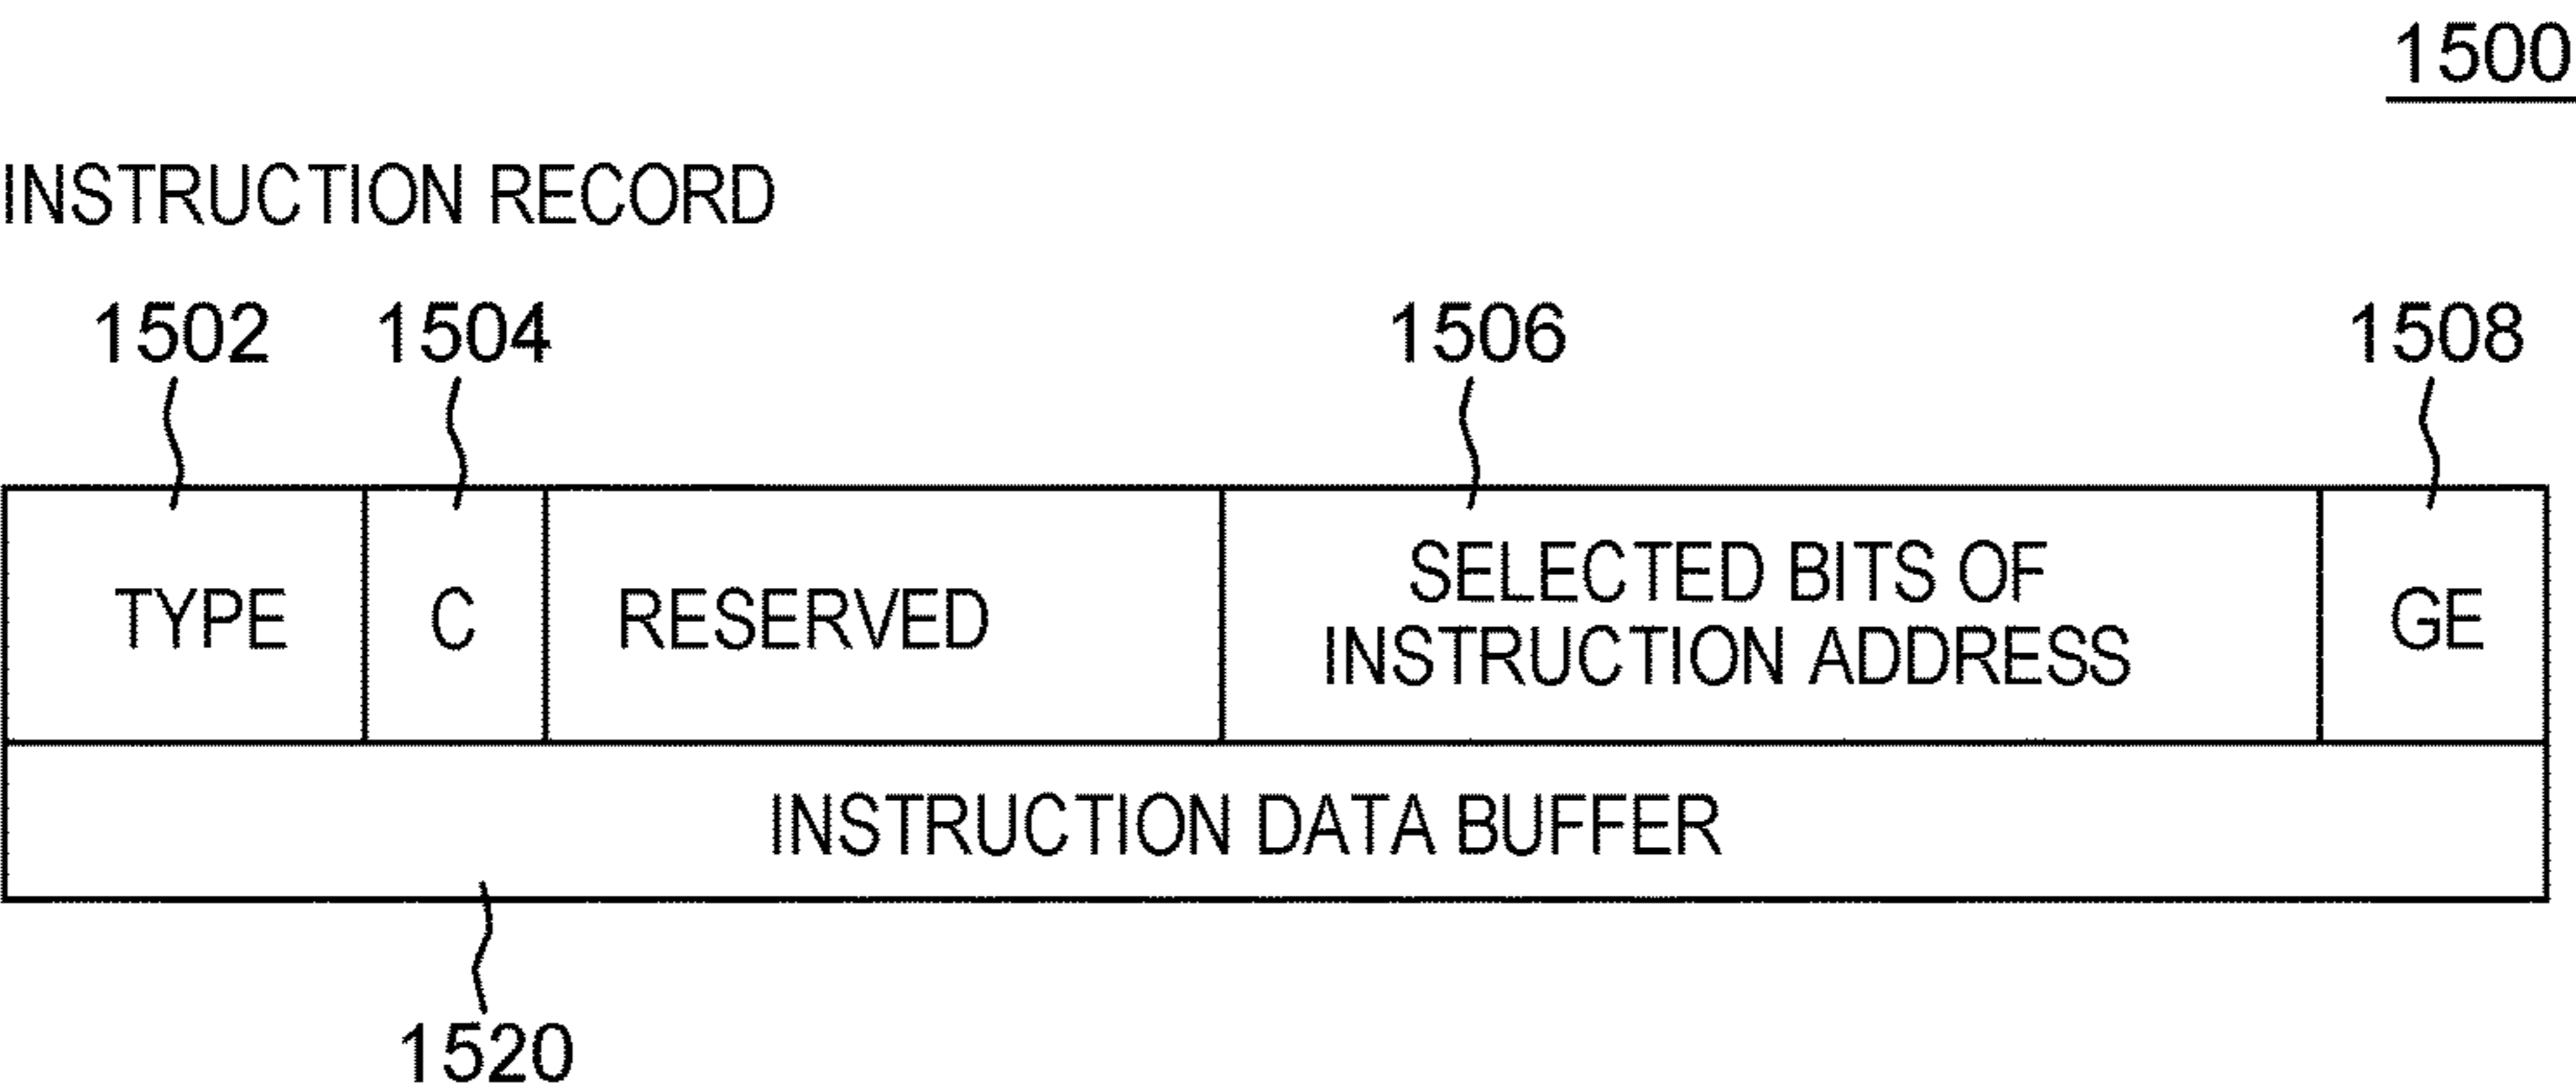 1500
INSTRUCTION RECORD
1502 1504 1506 1508
TYPE C RESERVED SELECTED BITS OF
INSTRUCTION ADDRESS GE
INSTRUCTION DATA BUFFER
1520